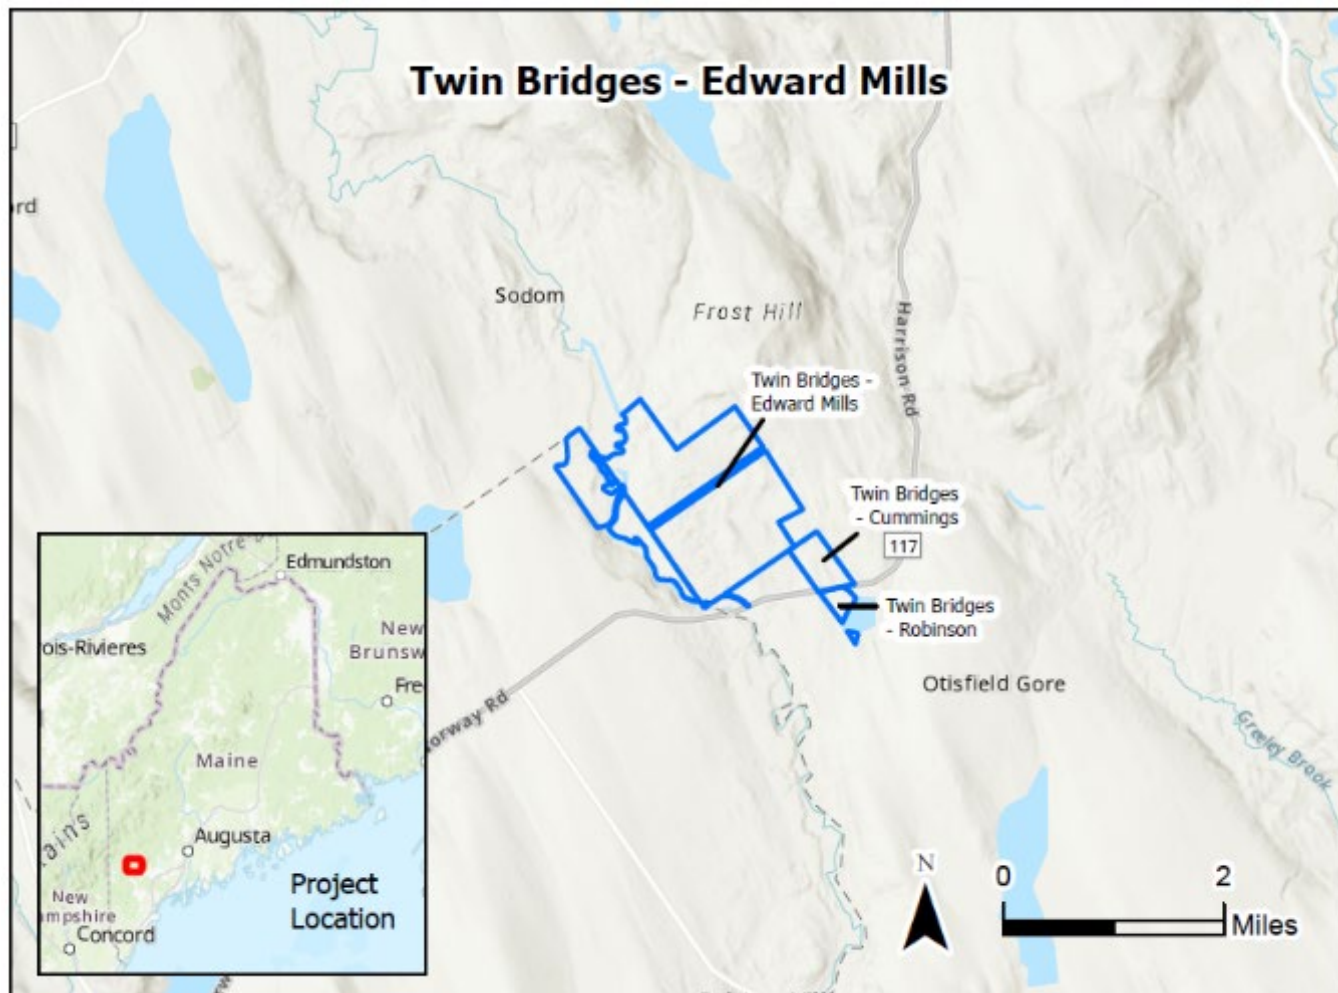 Twin Bridges - Edward Mills
Sodom
Frost Hill
Harrison Rd
Twin Bridges -
Edward Mills
Twin Bridges
- Cummings
117
Twin Bridges
- Robinson
Otisfield Gore
Greeley Brook
orway Rd
ord
N
0 2
Miles
Edmundston
Monts Notre-D
ois-Rivieres
New
Brunsw
Fre
Maine
Augusta
ains
New
ampshire
Concord
Project
Location